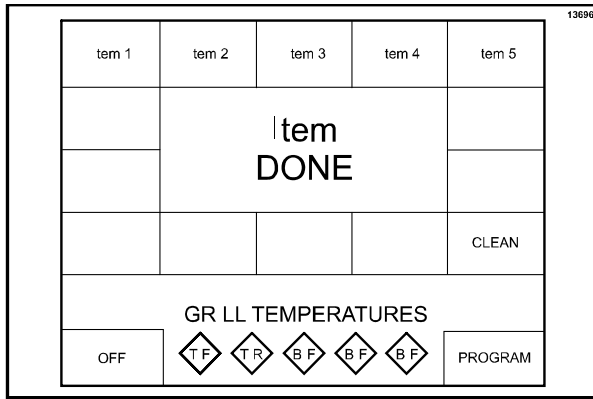 13696
tem 1 tem 2 tem 3 tem 4 tem 5
Item
DONE
CLEAN
GR LL TEMPERATURES
OFF T F T R B F B F B F PROGRAM